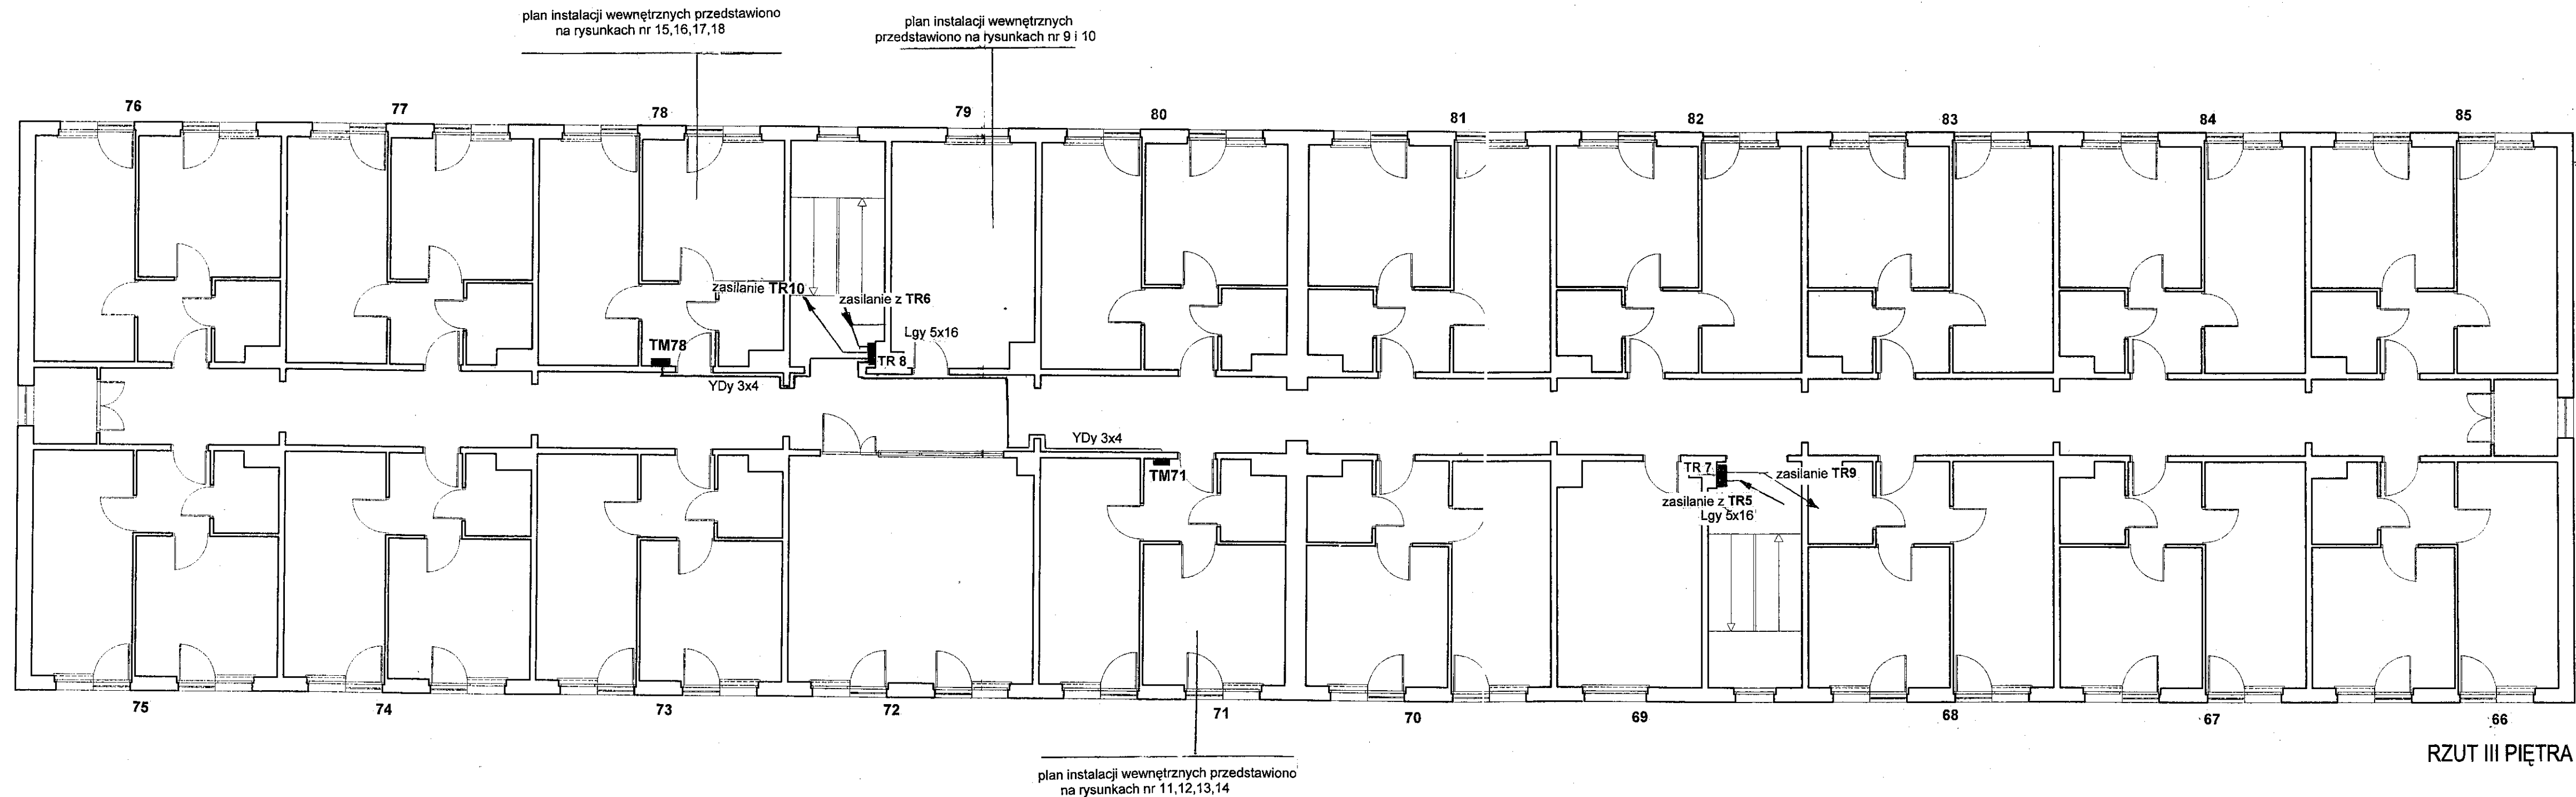 plan instalacji wewnętrznych przedstawiono
na rysunkach nr 15,16,17,18
plan instalacji wewnętrznych
przedstawiono na rysunkach nr 9 i 10
76
77
78
79
80
81
82
83
84
85
zasilanie TR10
zasilanie z TR6
Lgy 5x16
TM78
TR 8
YDy 3x4
YDy 3x4
TM71
TR 7
zasilanie TR9
zasilanie z TR5
Lgy 5x16
75
74
73
72
71
70
69
68
67
66
RZUT III PIĘTRA
plan instalacji wewnętrznych przedstawiono
na rysunkach nr 11,12,13,14